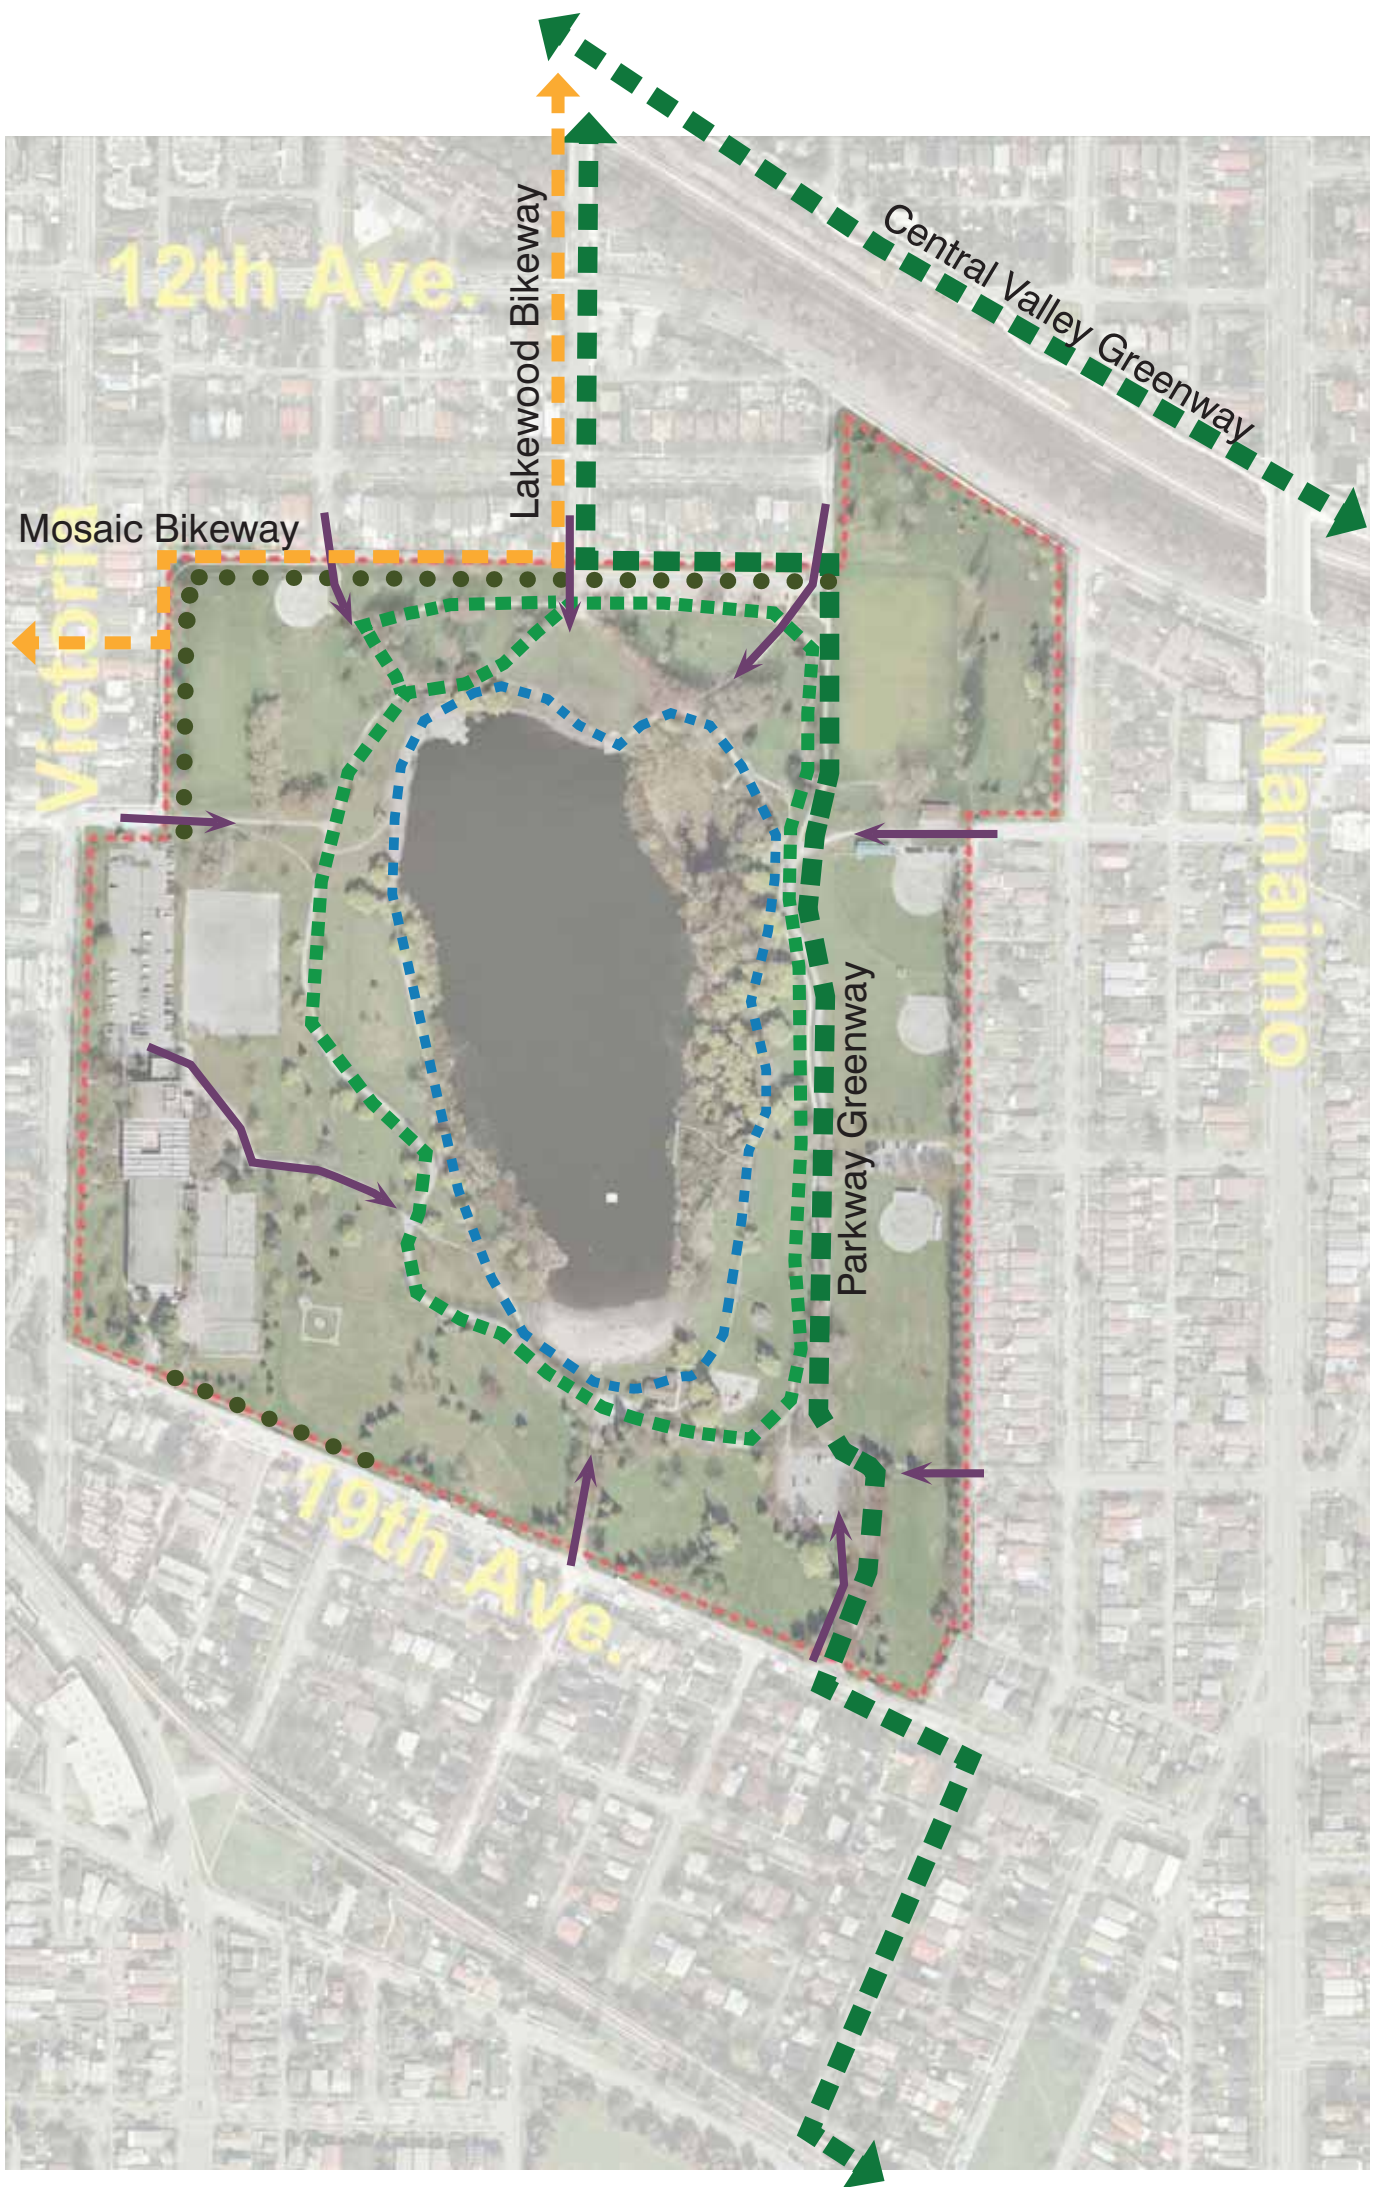 Central Valley Greenway
12th Ave.
Lakewood Bikeway
Mosaic Bikeway
Victoria
Nanaimo
Parkway Greenway
19th Ave.